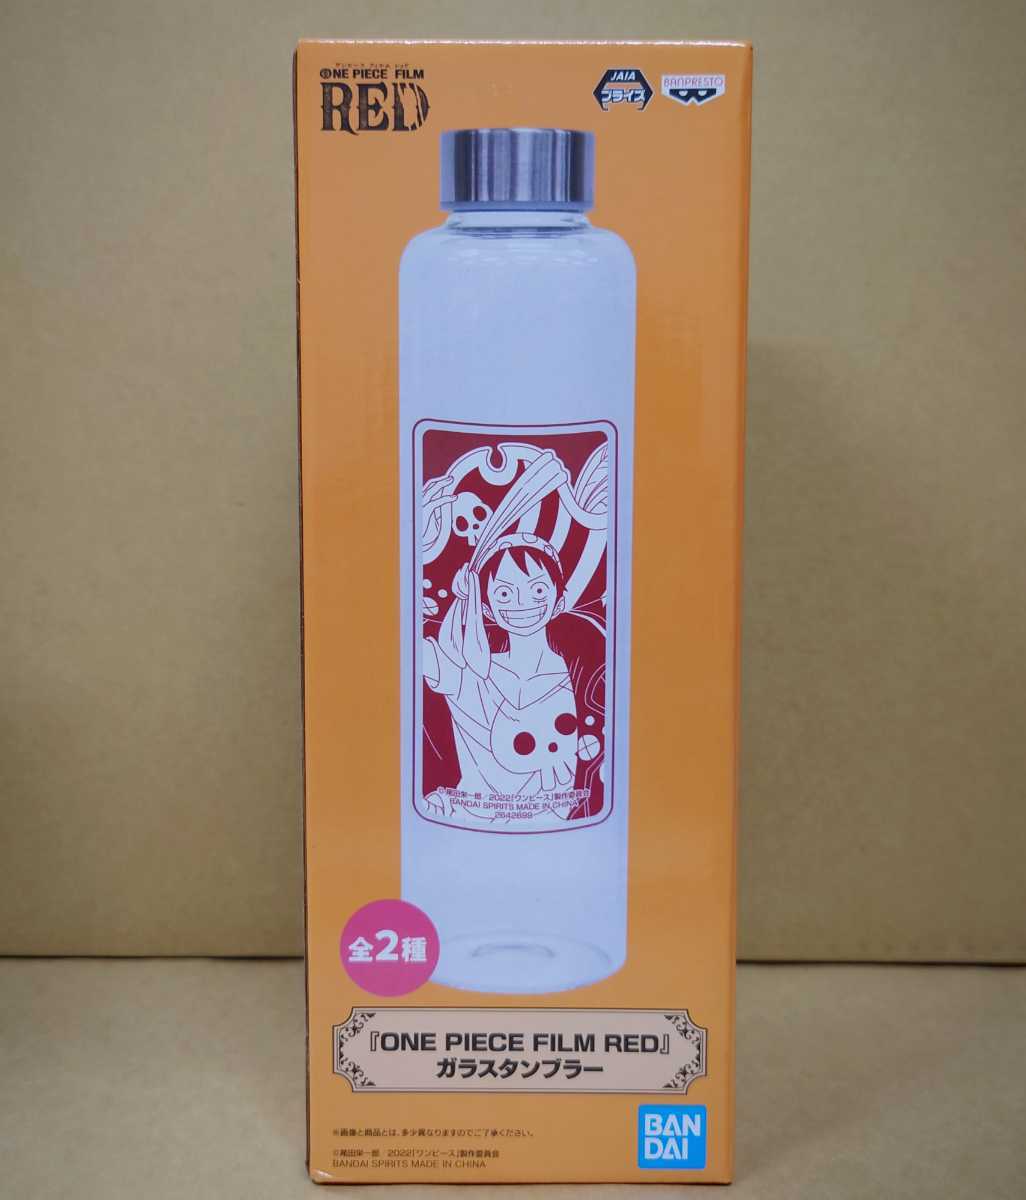 ワンピース フィルム レッド
ONE PIECE FILM
RED
JAIA
プライズ
BANPRESTO
©尾田栄一郎／2022「ワンピース」製作委員会
BANDAI SPIRITS MADE IN CHINA
2642699
全2種
『ONE PIECE FILM RED』
ガラスタンブラー
※画像と商品とは、多少異なりますのでご了承ください。
©尾田栄一郎／2022「ワンピース」製作委員会
BANDAI SPIRITS MADE IN CHINA
BAN
DAI